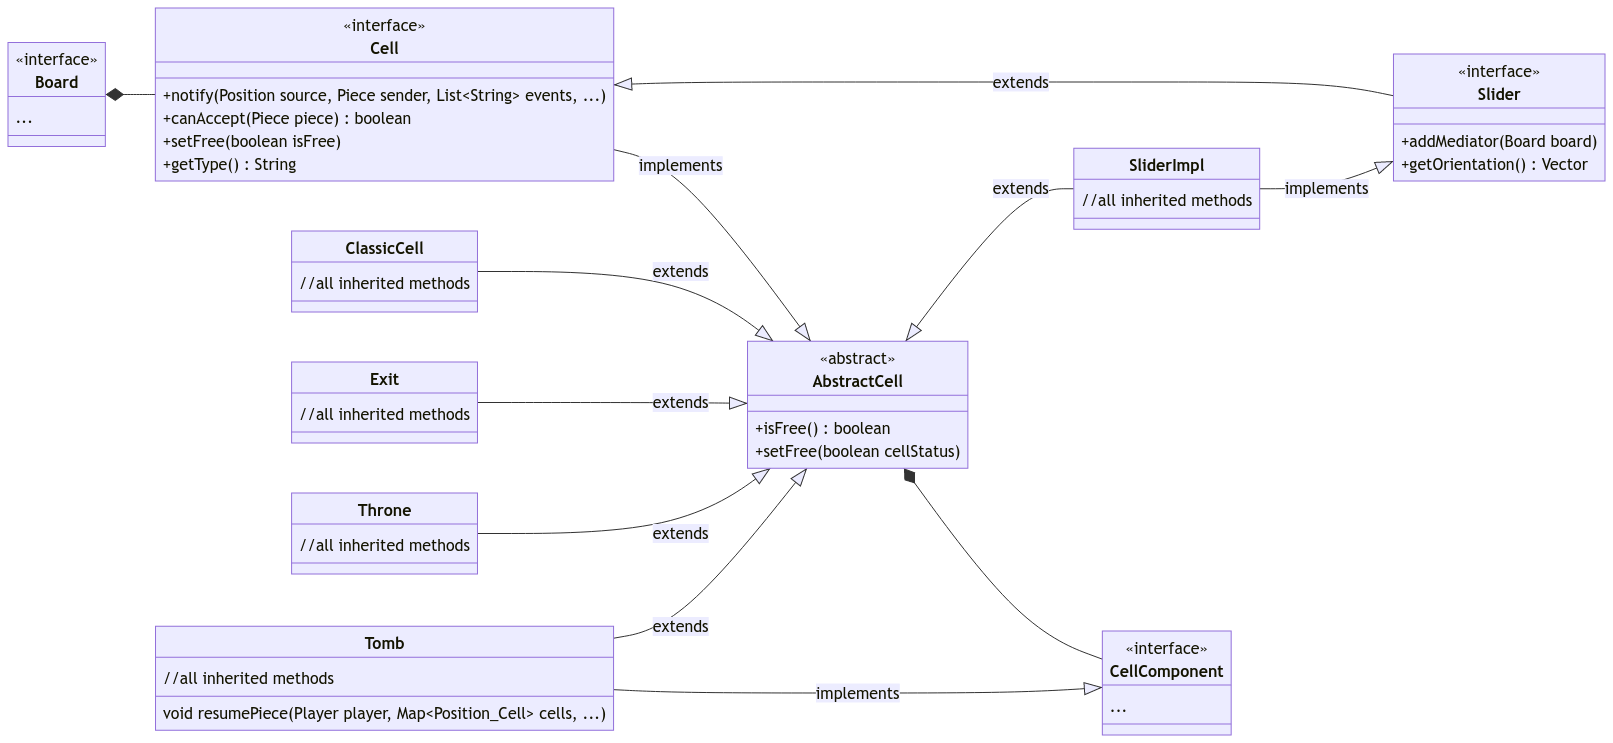 «interface»
Board
...
«interface»
Cell
+notify(Position source, Piece sender, List<String> events, ...)
+canAccept(Piece piece) : boolean
+setFree(boolean isFree)
+getType() : String
extends
«interface»
Slider
+addMediator(Board board)
+getOrientation() : Vector
implements
extends
SliderImpl
//all inherited methods
implements
ClassicCell
//all inherited methods
extends
«abstract»
AbstractCell
+isFree() : boolean
+setFree(boolean cellStatus)
Exit
//all inherited methods
extends
Throne
//all inherited methods
extends
Tomb
//all inherited methods
void resumePiece(Player player, Map<Position_Cell> cells, ...)
extends
implements
«interface»
CellComponent
...